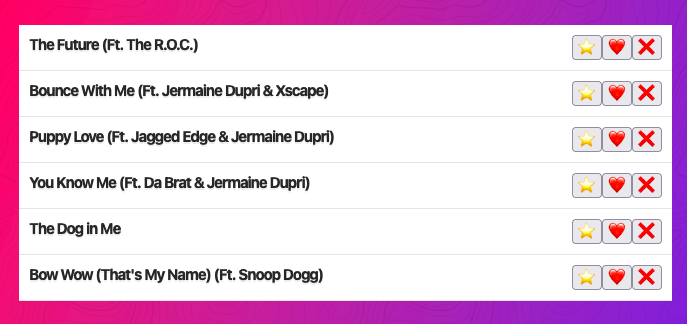 The Future (Ft. The R.O.C.)
Bounce With Me (Ft. Jermaine Dupri & Xscape)
Puppy Love (Ft. Jagged Edge & Jermaine Dupri)
You Know Me (Ft. Da Brat & Jermaine Dupri)
The Dog in Me
Bow Wow (That's My Name) (Ft. Snoop Dogg)